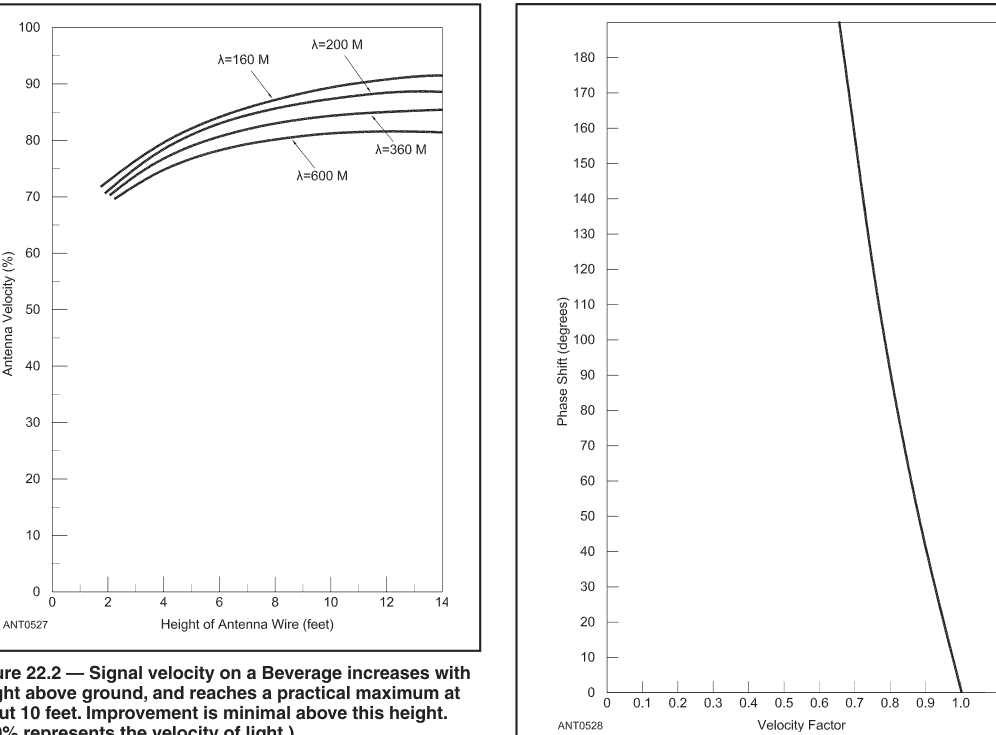 100
90
80
70
60
50
40
30
20
10
0
Antenna Velocity (%)
λ=160 M
λ=200 M
λ=360 M
λ=600 M
0 2 4 6 8 10 12 14
Height of Antenna Wire (feet)
ANT0527
ure 22.2 — Signal velocity on a Beverage increases with
ght above ground, and reaches a practical maximum at
ut 10 feet. Improvement is minimal above this height.
0% represents the velocity of light.)
180
170
160
150
140
130
120
110
100
90
80
70
60
50
40
30
20
10
0
Phase Shift (degrees)
0 0.1 0.2 0.3 0.4 0.5 0.6 0.7 0.8 0.9 1.0
Velocity Factor
ANT0528